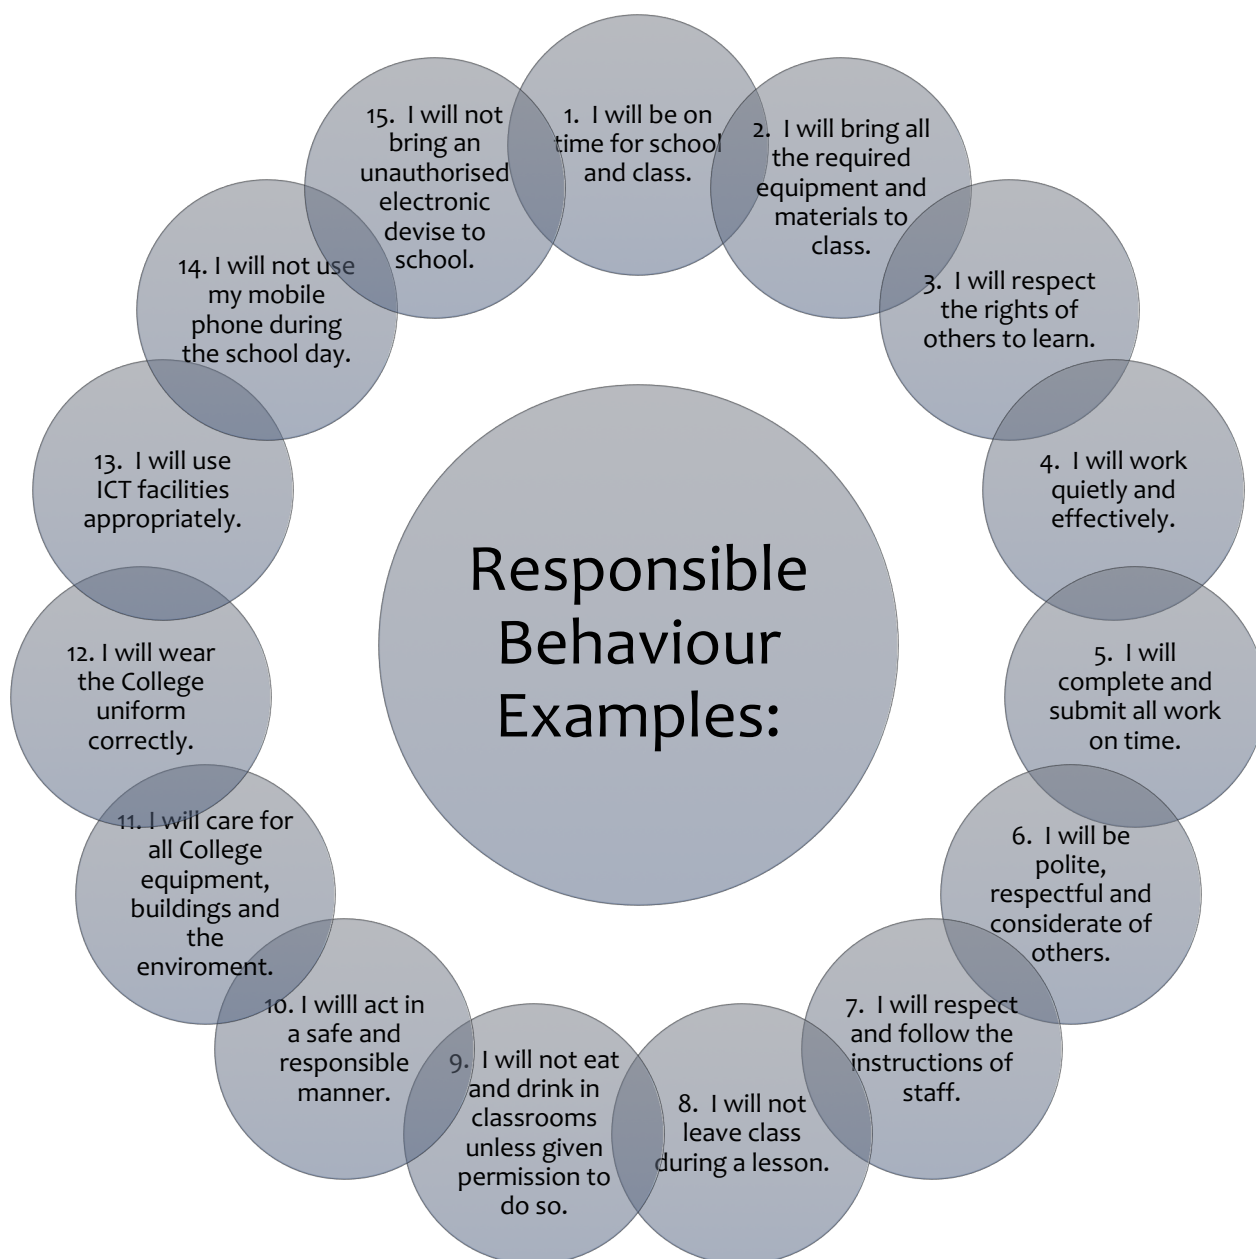 Responsible
Behaviour
Examples:
1. I will be on
time for school
and class.
2. I will bring all
the required
equipment and
materials to
class.
3. I will respect
the rights of
others to learn.
4. I will work
quietly and
effectively.
5. I will
complete and
submit all work
on time.
6. I will be
polite,
respectful and
considerate of
others.
7. I will respect
and follow the
instructions of
staff.
8. I will not
leave class
during a lesson.
9. I will not eat
and drink in
classrooms
unless given
permission to
do so.
10. I willl act in
a safe and
responsible
manner.
11. I will care for
all College
equipment,
buildings and
the
enviroment.
12. I will wear
the College
uniform
correctly.
13. I will use
ICT facilities
appropriately.
14. I will not use
my mobile
phone during
the school day.
15. I will not
bring an
unauthorised
electronic
devise to
school.